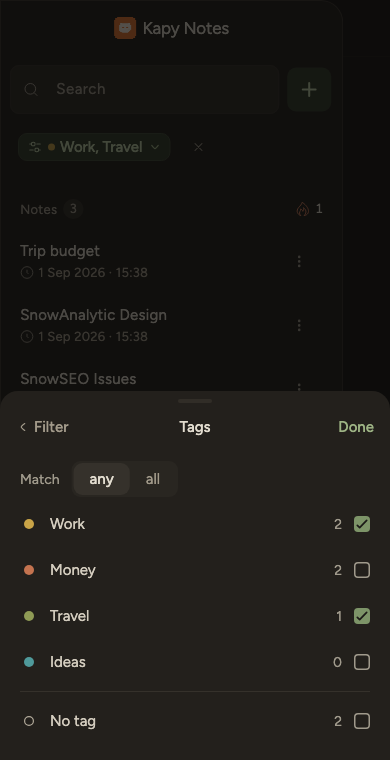 Kapy Notes
Search
Work, Travel
Notes 3
1
Trip budget
1 Sep 2026 · 15:38
SnowAnalytic Design
1 Sep 2026 · 15:38
SnowSEO Issues
Filter
Tags
Done
Match any all
Work 2
Money 2
Travel 1
Ideas 0
No tag 2